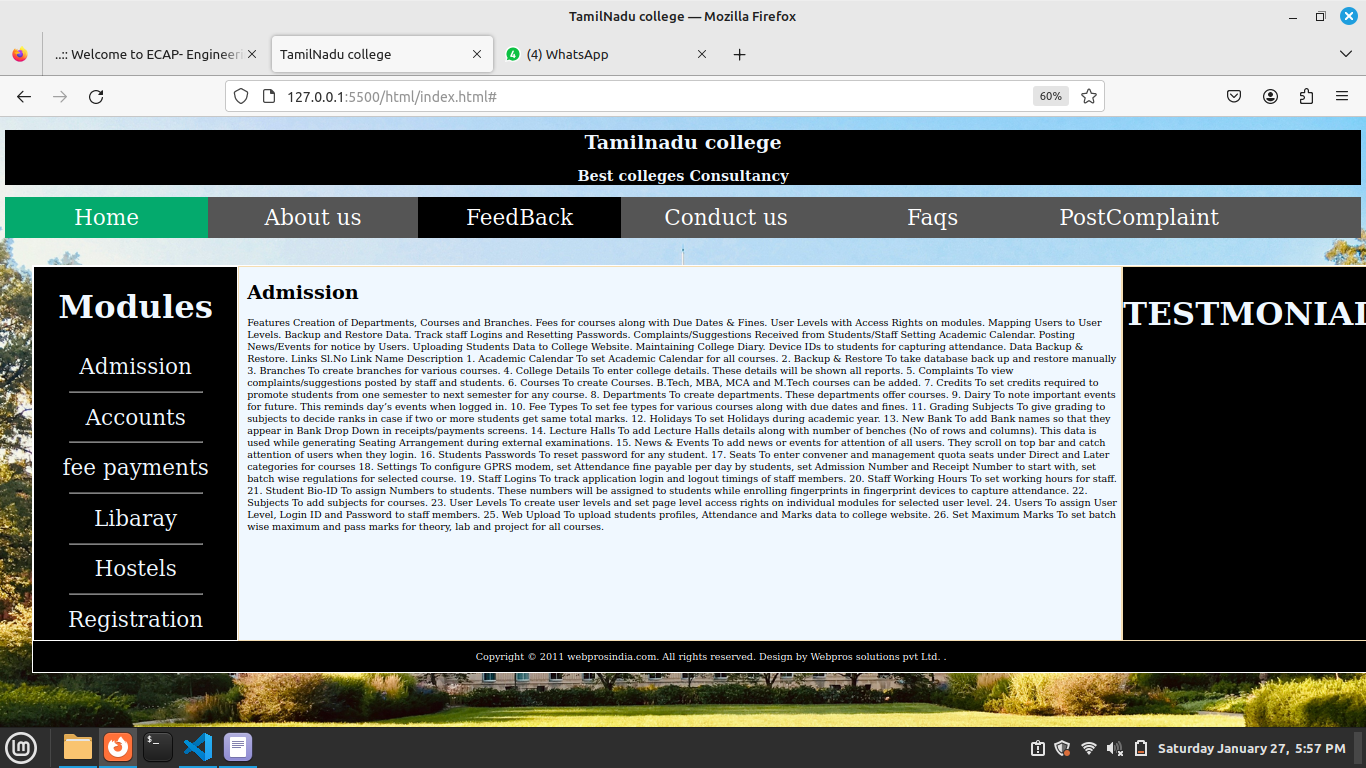 TamilNadu college — Mozilla Firefox
..:: Welcome to ECAP- Engineeri
TamilNadu college
4 (4) WhatsApp
127.0.0.1:5500/html/index.html#
60%
Tamilnadu college
Best colleges Consultancy
Home About us FeedBack Conduct us Faqs PostComplaint
Modules
Admission
Accounts
fee payments
Libaray
Hostels
Registration
Admission
Features Creation of Departments, Courses and Branches. Fees for courses along with Due Dates & Fines. User Levels with Access Rights on modules. Mapping Users to User
Levels. Backup and Restore Data. Track staff Logins and Resetting Passwords. Complaints/Suggestions Received from Students/Staff Setting Academic Calendar. Posting
News/Events for notice by Users. Uploading Students Data to College Website. Maintaining College Diary. Device IDs to students for capturing attendance. Data Backup &
Restore. Links Sl.No Link Name Description 1. Academic Calendar To set Academic Calendar for all courses. 2. Backup & Restore To take database back up and restore manually
3. Branches To create branches for various courses. 4. College Details To enter college details. These details will be shown all reports. 5. Complaints To view
complaints/suggestions posted by staff and students. 6. Courses To create Courses. B.Tech, MBA, MCA and M.Tech courses can be added. 7. Credits To set credits required to
promote students from one semester to next semester for any course. 8. Departments To create departments. These departments offer courses. 9. Dairy To note important events
for future. This reminds day’s events when logged in. 10. Fee Types To set fee types for various courses along with due dates and fines. 11. Grading Subjects To give grading to
subjects to decide ranks in case if two or more students get same total marks. 12. Holidays To set Holidays during academic year. 13. New Bank To add Bank names so that they
appear in Bank Drop Down in receipts/payments screens. 14. Lecture Halls To add Lecture Halls details along with number of benches (No of rows and columns). This data is
used while generating Seating Arrangement during external examinations. 15. News & Events To add news or events for attention of all users. They scroll on top bar and catch
attention of users when they login. 16. Students Passwords To reset password for any student. 17. Seats To enter convener and management quota seats under Direct and Later
categories for courses 18. Settings To configure GPRS modem, set Attendance fine payable per day by students, set Admission Number and Receipt Number to start with, set
batch wise regulations for selected course. 19. Staff Logins To track application login and logout timings of staff members. 20. Staff Working Hours To set working hours for staff.
21. Student Bio-ID To assign Numbers to students. These numbers will be assigned to students while enrolling fingerprints in fingerprint devices to capture attendance. 22.
Subjects To add subjects for courses. 23. User Levels To create user levels and set page level access rights on individual modules for selected user level. 24. Users To assign User
Level, Login ID and Password to staff members. 25. Web Upload To upload students profiles, Attendance and Marks data to college website. 26. Set Maximum Marks To set batch
wise maximum and pass marks for theory, lab and project for all courses.
TESTMONIAL
Copyright © 2011 webprosindia.com. All rights reserved. Design by Webpros solutions pvt Ltd. .
Saturday January 27, 5:57 PM